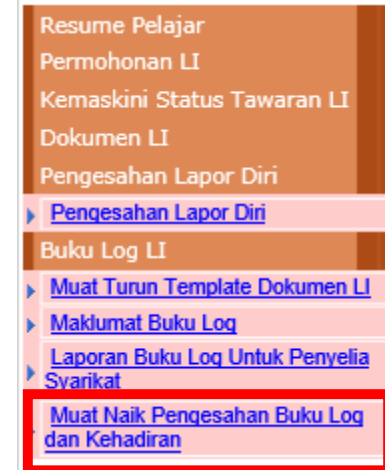 Resume Pelajar
Permohonan LI
Kemaskini Status Tawaran LI
Dokumen LI
Pengesahan Lapor Diri
Pengesahan Lapor Diri
Buku Log LI
Muat Turun Template Dokumen LI
Maklumat Buku Log
Laporan Buku Log Untuk Penyelia
Syarikat
Muat Naik Pengesahan Buku Log
dan Kehadiran